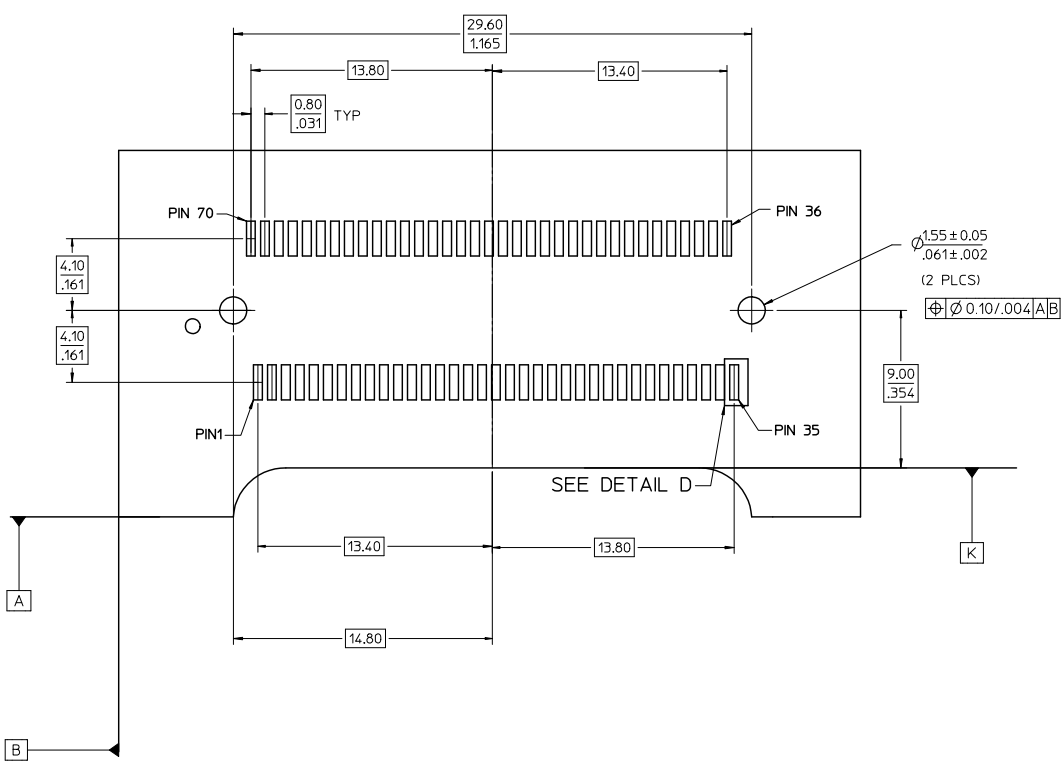 29.60
1.165
13.80
13.40
0.80
.031
TYP
PIN 70
PIN 36
4.10
.161
Ø1.55±0.05
.061±.002
(2 PLCS)
⌖ Ø 0.10/.004 A B
4.10
.161
9.00
.354
PIN1
PIN 35
SEE DETAIL D
13.40
13.80
K
A
14.80
B